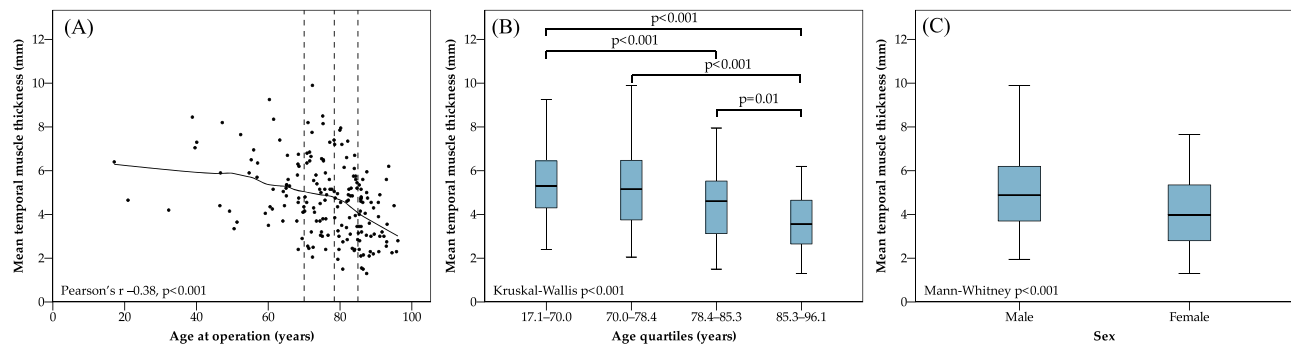 (A)
Mean temporal muscle thickness (mm)
12
10
8
6
4
2
0
Pearson's r –0.38, p<0.001
20
40
60
80
100
Age at operation (years)
(B)
Mean temporal muscle thickness (mm)
12
10
8
6
4
2
0
p<0.001
p<0.001
p<0.001
p=0.01
Kruskal-Wallis p<0.001
17.1–70.0
70.0–78.4
78.4–85.3
85.3–96.1
Age quartiles (years)
(C)
Mean temporal muscle thickness (mm)
12
10
8
6
4
2
0
Mann-Whitney p<0.001
Male
Female
Sex